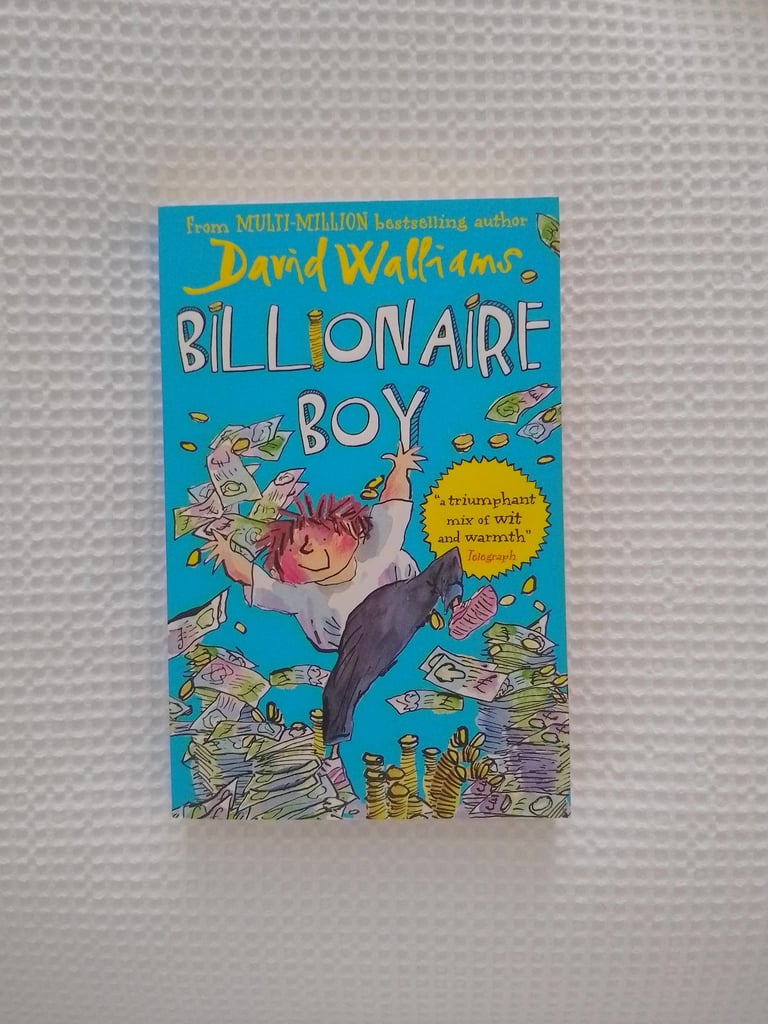 From MULTI-MILLION bestselling author
David Walliams
BILLIONAIRE
BOY
"a triumphant
mix of wit
and warmth"
Telegraph